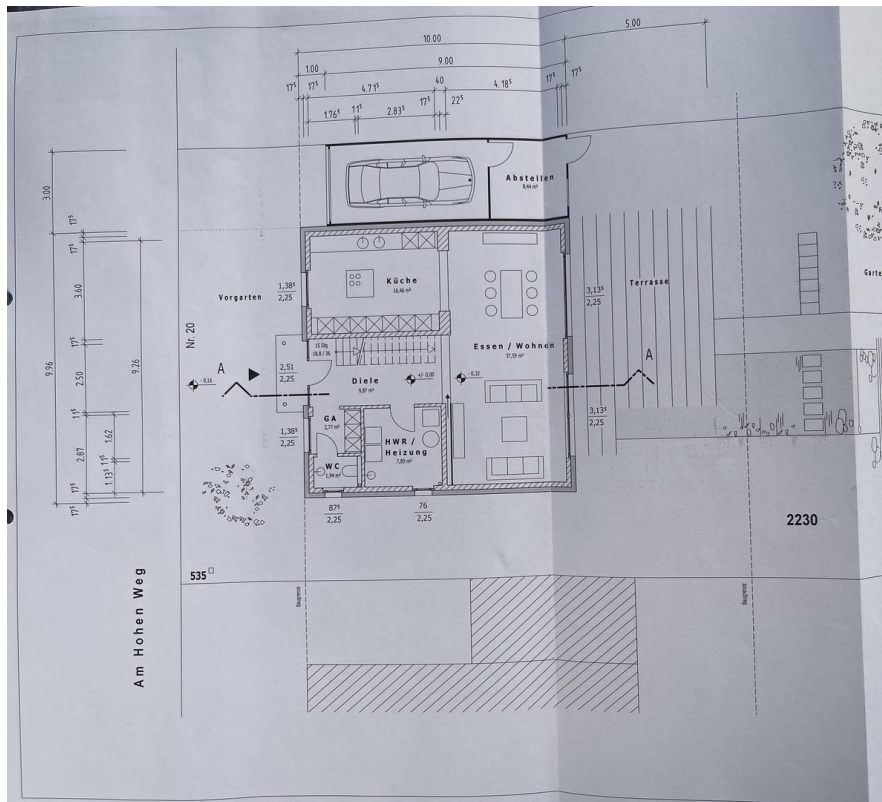 10.00
5.00
1.00
9.00
17⁵
17⁵
4.71
40
4.18⁵
17⁵
17⁵
17⁵
22⁵
1.76⁵
11⁵
2.83⁵
3.00
17⁵
17⁵
3.60
9.96
2.50
9.26
11⁵
2.87
1.62
11⁵
1.13⁵
17⁵
17⁵
Abstellen
8,44 m²
Küche
16,46 m²
Vorgarten
1,38⁵
2,25
3,13⁵
2,25
Terrasse
Garte
Nr. 20
15 Stg
18,8 / 26
Essen / Wohnen
37,59 m²
A
A
- 0,16
2,51
2,25
Diele
9,87 m²
+/- 0,00
- 0,32
1,38⁵
2,25
GA
2,77 m²
HWR /
Heizung
7,89 m²
WC
1,94 m²
3,13⁵
2,25
87⁵
2,25
76
2,25
2230
535
Am Hohen Weg
Baugrenze
Baugrenze